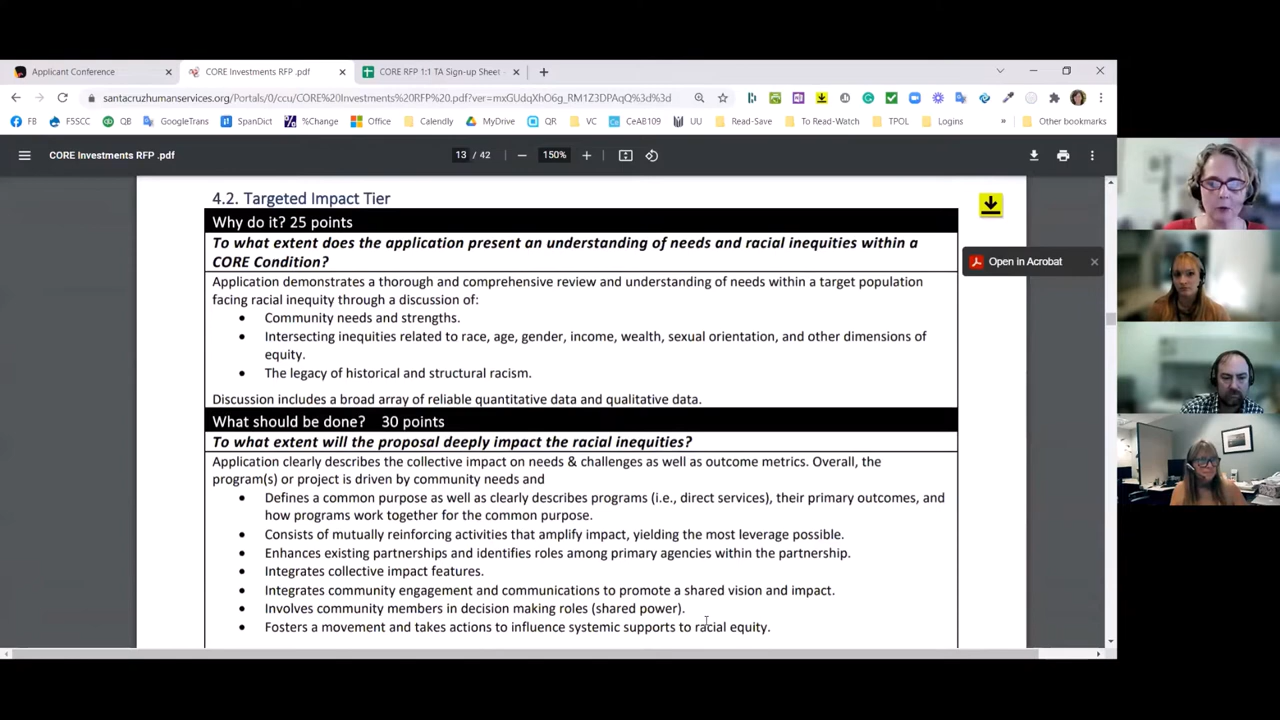 Applicant Conference
CORE Investments RFP .pdf
CORE RFP 1:1 TA Sign-up Sheet -
santacruzhumanservices.org/Portals/0/ccu/CORE%20Investments%20RFP%20.pdf?ver=mxGUdqXhO6g_RM1Z3DPAqQ%3d%3d
FB F5SCC QB GoogleTrans SpanDict %Change Office Calendly MyDrive QR VC CeAB109 UU Read-Save To Read-Watch TPOL Logins » Other bookmarks
CORE Investments RFP .pdf 13 / 42 150%
4.2. Targeted Impact Tier
Why do it? 25 points
To what extent does the application present an understanding of needs and racial inequities within a
CORE Condition?
Open in Acrobat
Application demonstrates a thorough and comprehensive review and understanding of needs within a target population
facing racial inequity through a discussion of:
• Community needs and strengths.
• Intersecting inequities related to race, age, gender, income, wealth, sexual orientation, and other dimensions of
equity.
• The legacy of historical and structural racism.
Discussion includes a broad array of reliable quantitative data and qualitative data.
What should be done? 30 points
To what extent will the proposal deeply impact the racial inequities?
Application clearly describes the collective impact on needs & challenges as well as outcome metrics. Overall, the
program(s) or project is driven by community needs and
• Defines a common purpose as well as clearly describes programs (i.e., direct services), their primary outcomes, and
how programs work together for the common purpose.
• Consists of mutually reinforcing activities that amplify impact, yielding the most leverage possible.
• Enhances existing partnerships and identifies roles among primary agencies within the partnership.
• Integrates collective impact features.
• Integrates community engagement and communications to promote a shared vision and impact.
• Involves community members in decision making roles (shared power).
• Fosters a movement and takes actions to influence systemic supports to racial equity.